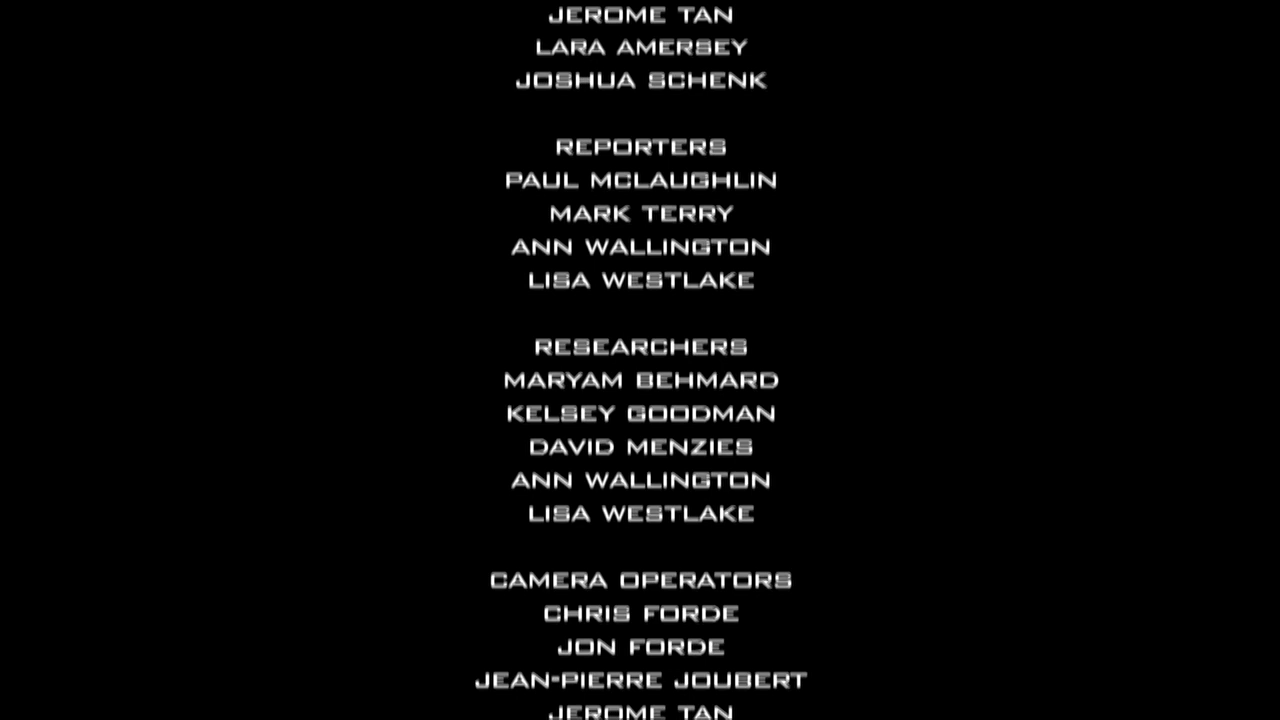 JEROME TAN
LARA AMERSEY
JOSHUA SCHENK
REPORTERS
PAUL MCLAUGHLIN
MARK TERRY
ANN WALLINGTON
LISA WESTLAKE
RESEARCHERS
MARYAM BEHMARD
KELSEY GOODMAN
DAVID MENZIES
ANN WALLINGTON
LISA WESTLAKE
CAMERA OPERATORS
CHRIS FORDE
JON FORDE
JEAN-PIERRE JOUBERT
JEROME TAN